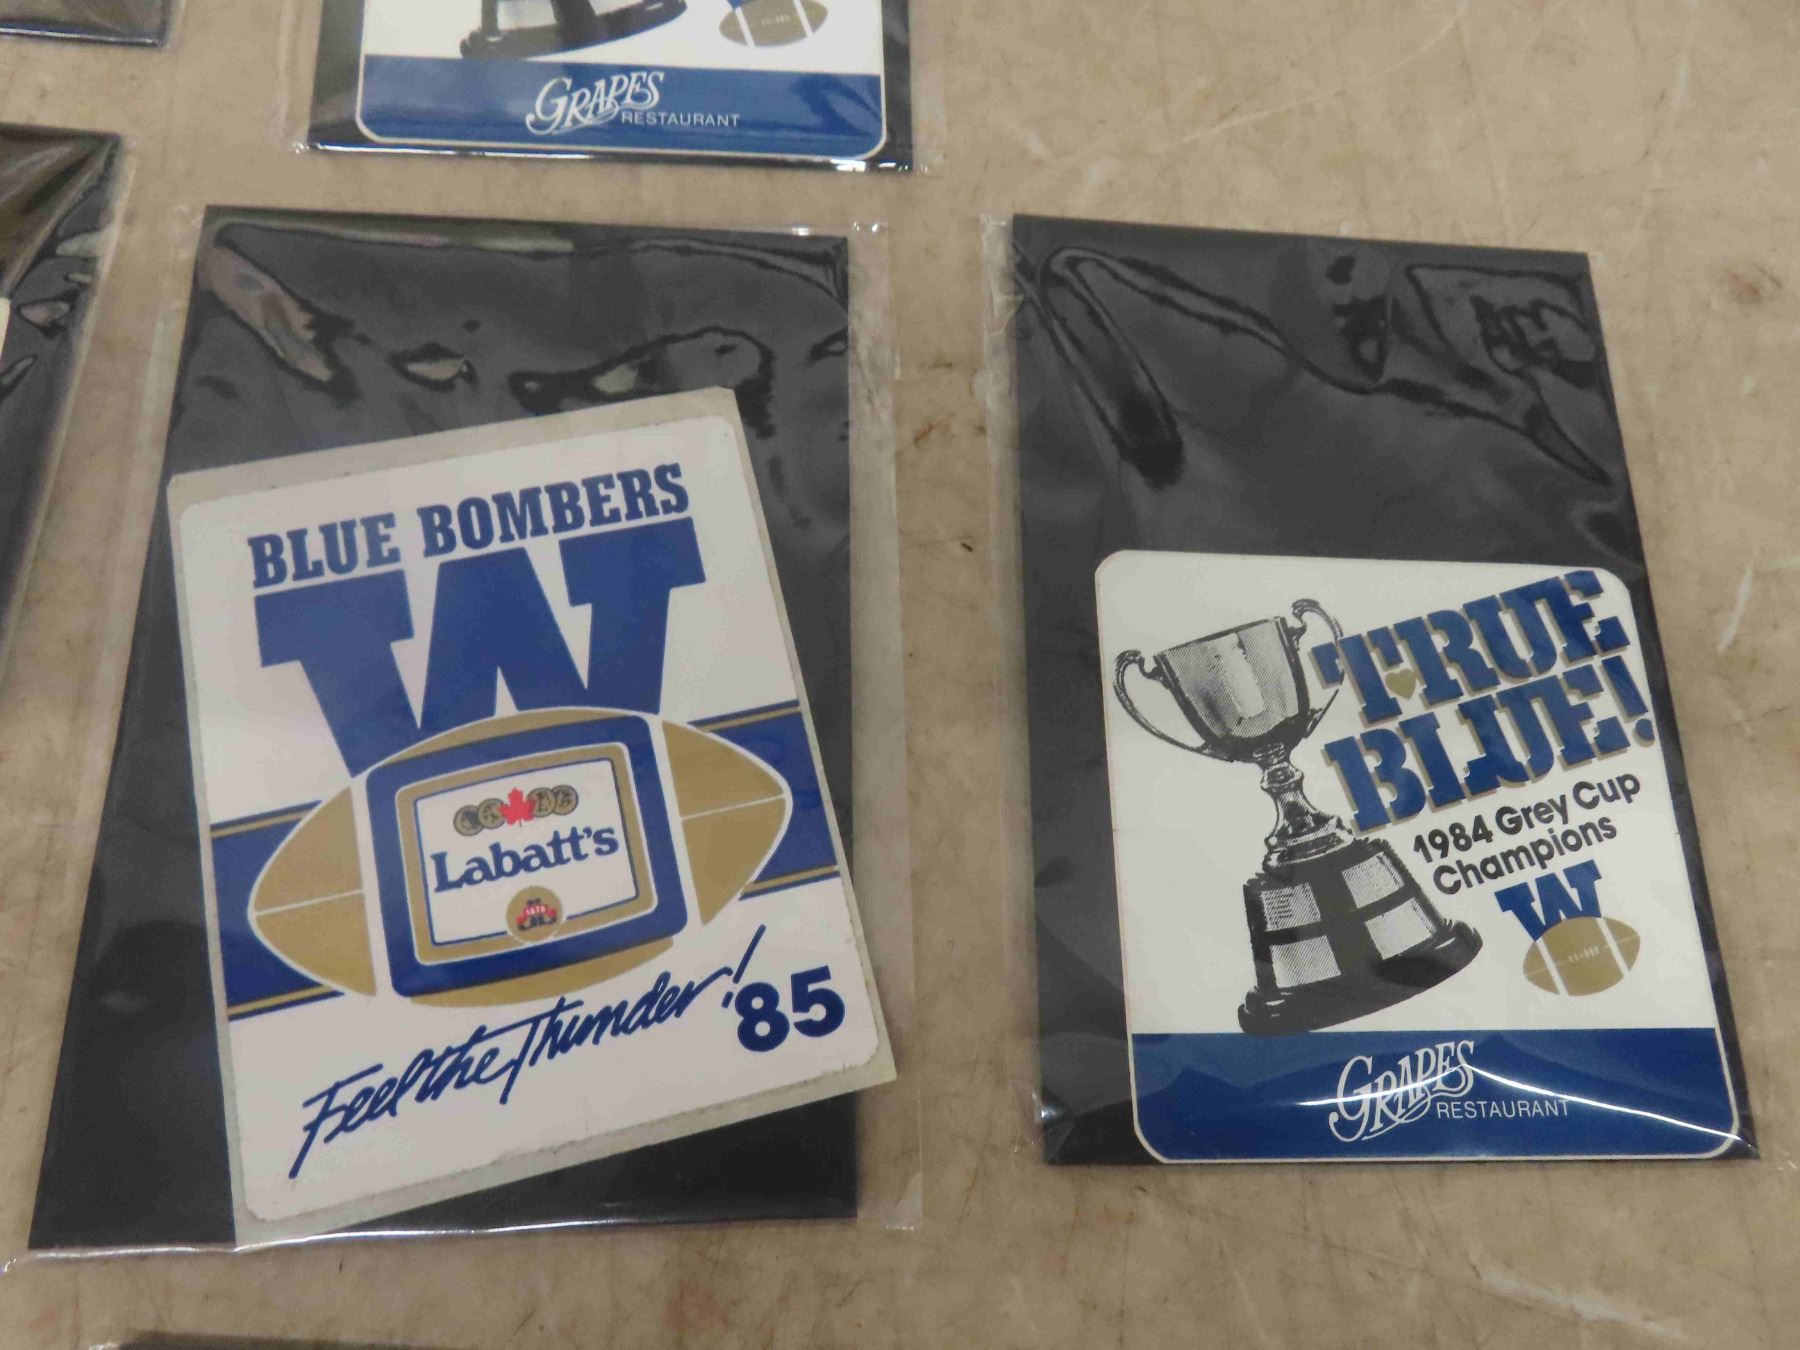 GRAPES
RESTAURANT
BLUE BOMBERS
W
Labatt's
Feel the Thunder! '85
TRUE
BLUE!
1984 Grey Cup
Champions
W
GRAPES
RESTAURANT